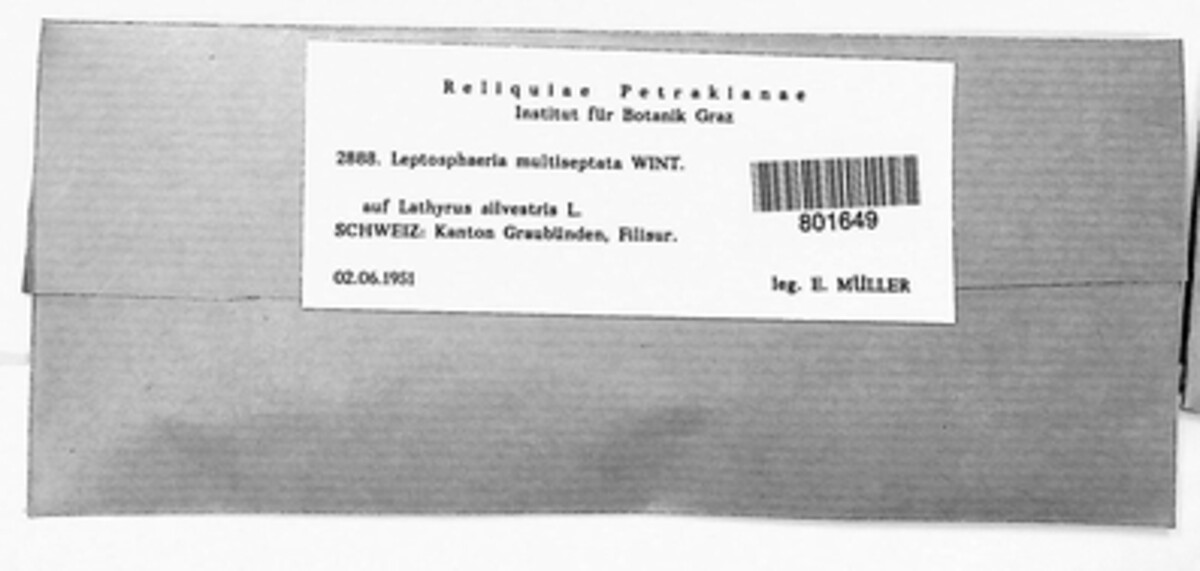 Reliquiae Petrakianae
Institut für Botanik Graz
2888. Leptosphaeria multiseptata WINT.
auf Lathyrus silvestris L.
SCHWEIZ: Kanton Graubünden, Filisur.
801649
02.06.1951
leg. E. MÜLLER